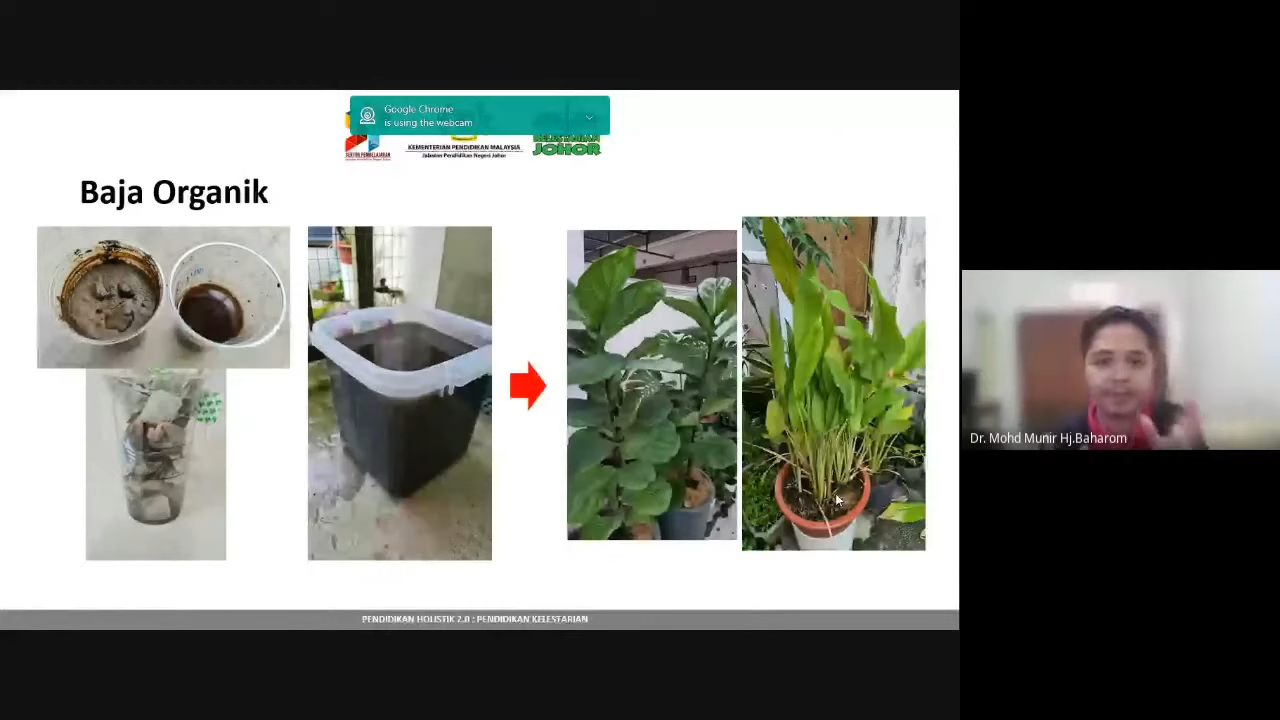 Google Chrome
is using the webcam
KEMENTERIAN PENDIDIKAN MALAYSIA
Jabatan Pendidikan Negeri Johor
JOHOR
Baja Organik
Dr. Mohd Munir Hj.Baharom
PENDIDIKAN HOLISTIK 2.0 : PENDIDIKAN KELESTARIAN